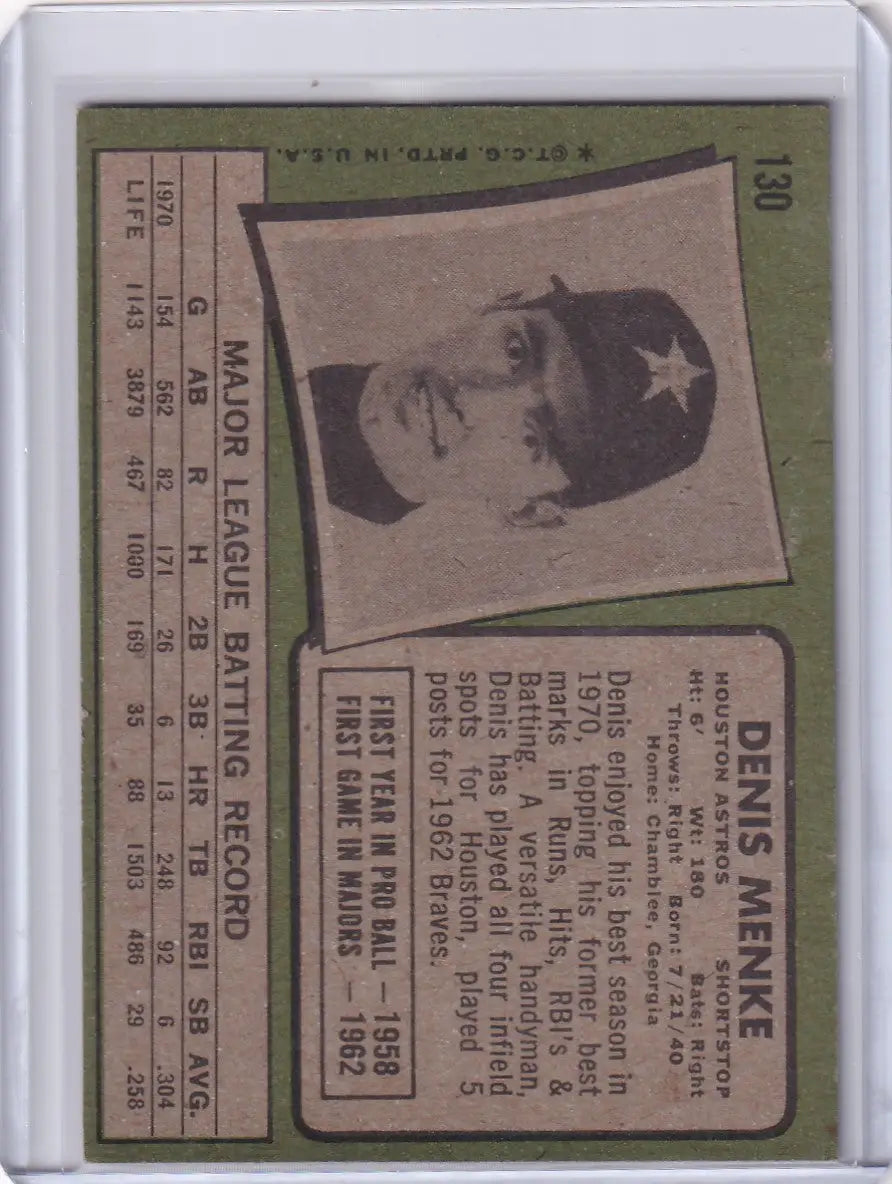 130
✶©T.C.G. PRTD. IN U.S.A.
DENIS MENKE
HOUSTON ASTROS SHORTSTOP
Ht: 6' Wt: 180 Bats: Right
Throws: Right Born: 7/21/40
Home: Chamblee, Georgia
Denis enjoyed his best season in
1970, topping his former best
marks in Runs, Hits, RBI's &
Batting. A versatile handyman,
Denis has played all four infield
spots for Houston, played 5
posts for 1962 Braves.
FIRST YEAR IN PRO BALL — 1958
FIRST GAME IN MAJORS — 1962
MAJOR LEAGUE BATTING RECORD
G AB R H 2B 3B HR TB RBI SB AVG.
1970 154 562 82 171 26 6 13 248 92 6 .304
LIFE 1143 3879 467 1000 169 35 88 1503 486 29 .258